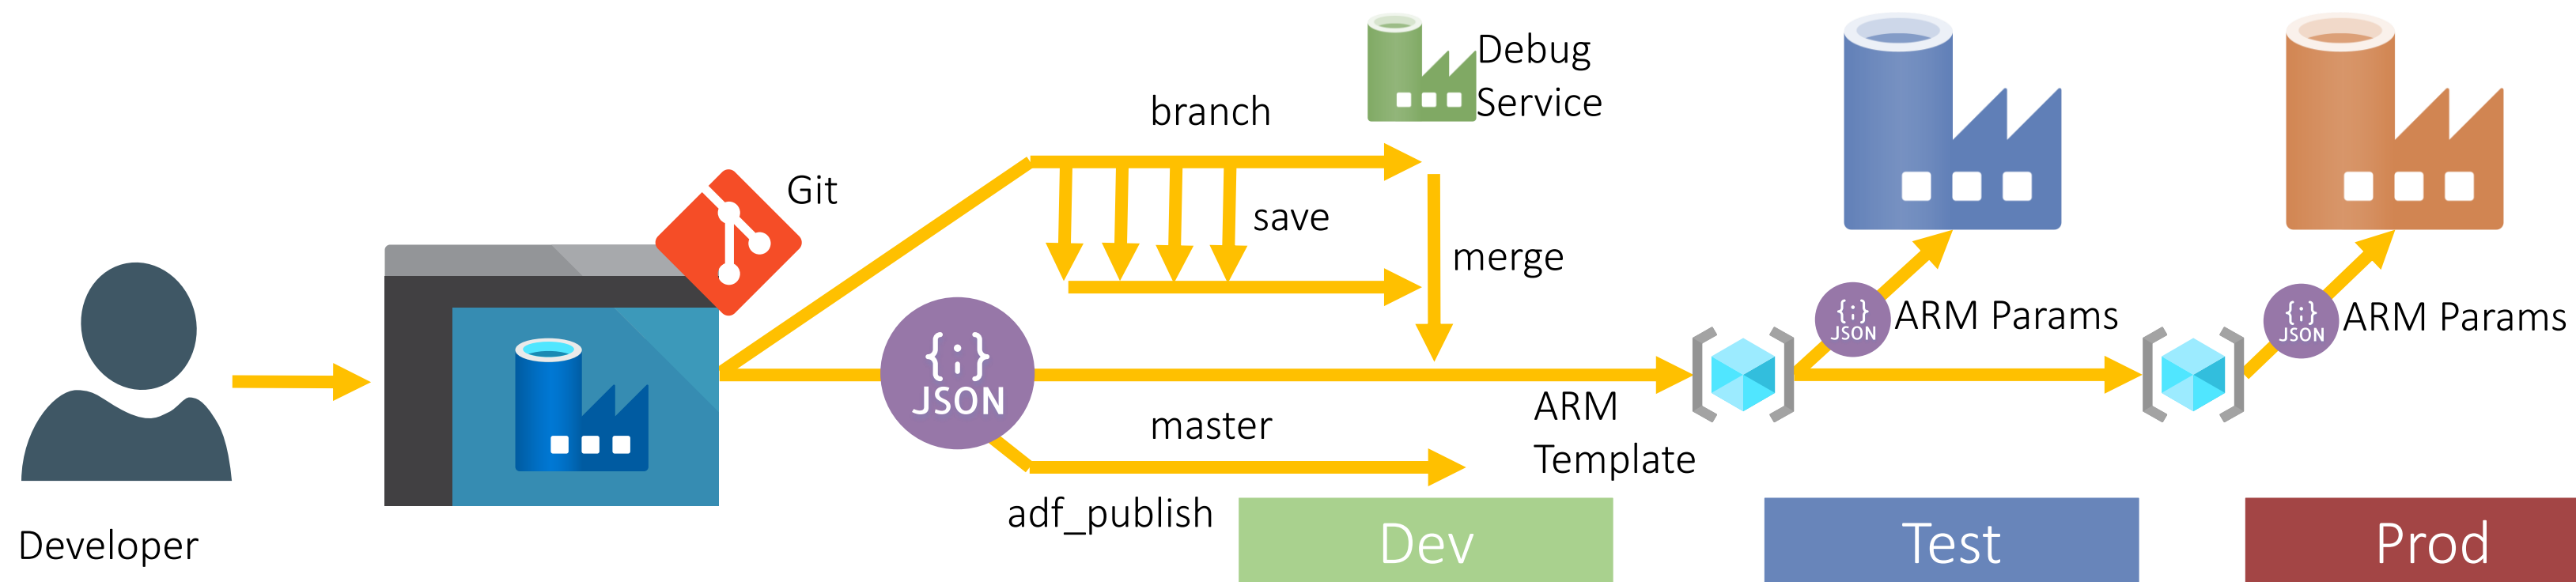 Developer
Git
branch
save
merge
Debug
Service
{;}
JSON
master
adf_publish
ARM
Template
{;}
JSON
ARM Params
{;}
JSON
ARM Params
Dev
Test
Prod